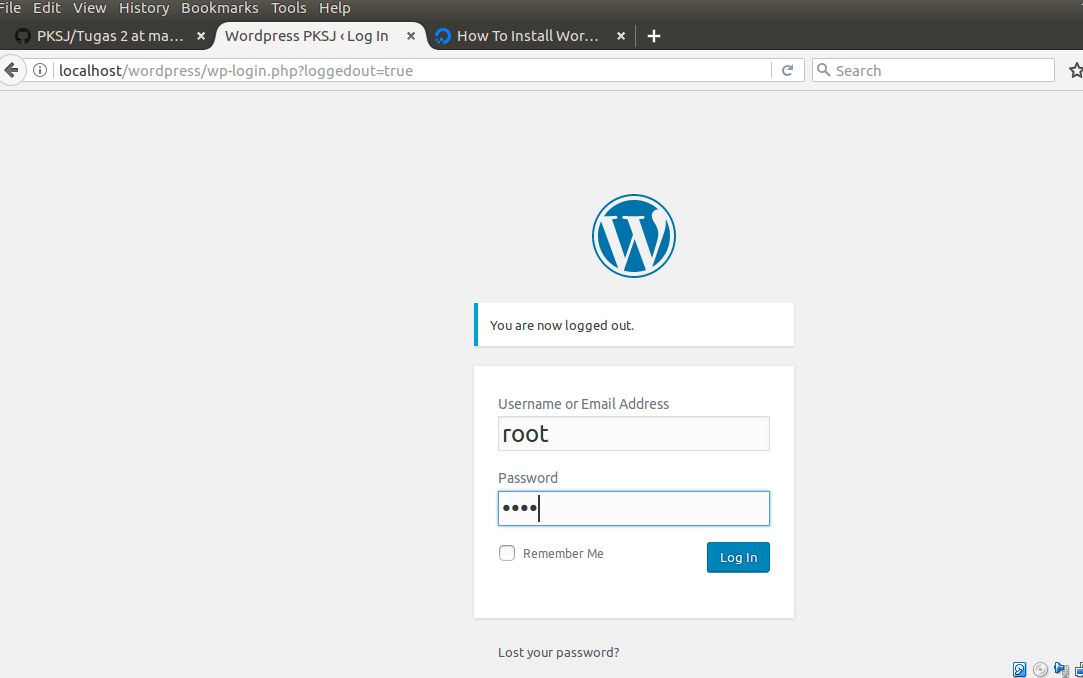 File Edit View History Bookmarks Tools Help
PKSJ/Tugas 2 at ma... × Wordpress PKSJ ‹ Log In × How To Install Wor... ×
localhost/wordpress/wp-login.php?loggedout=true Search
You are now logged out.
Username or Email Address
root
Password
••••
Remember Me Log In
Lost your password?